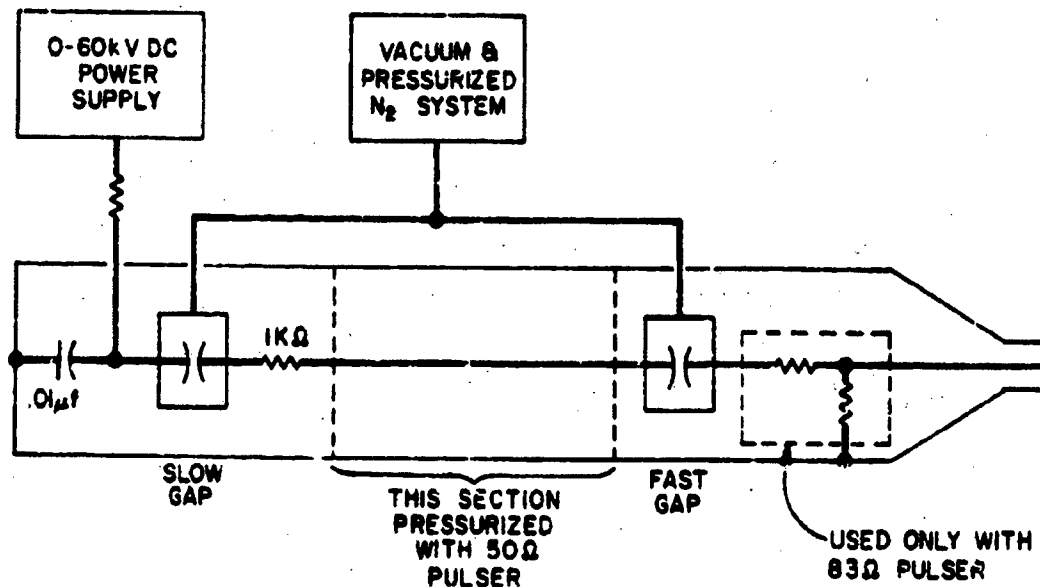 0-60kV DC
POWER
SUPPLY
VACUUM &
PRESSURIZED
N₂ SYSTEM
1KΩ
.01μf
SLOW
GAP
THIS SECTION
PRESSURIZED
WITH 50Ω
PULSER
FAST
GAP
USED ONLY WITH
83Ω PULSER